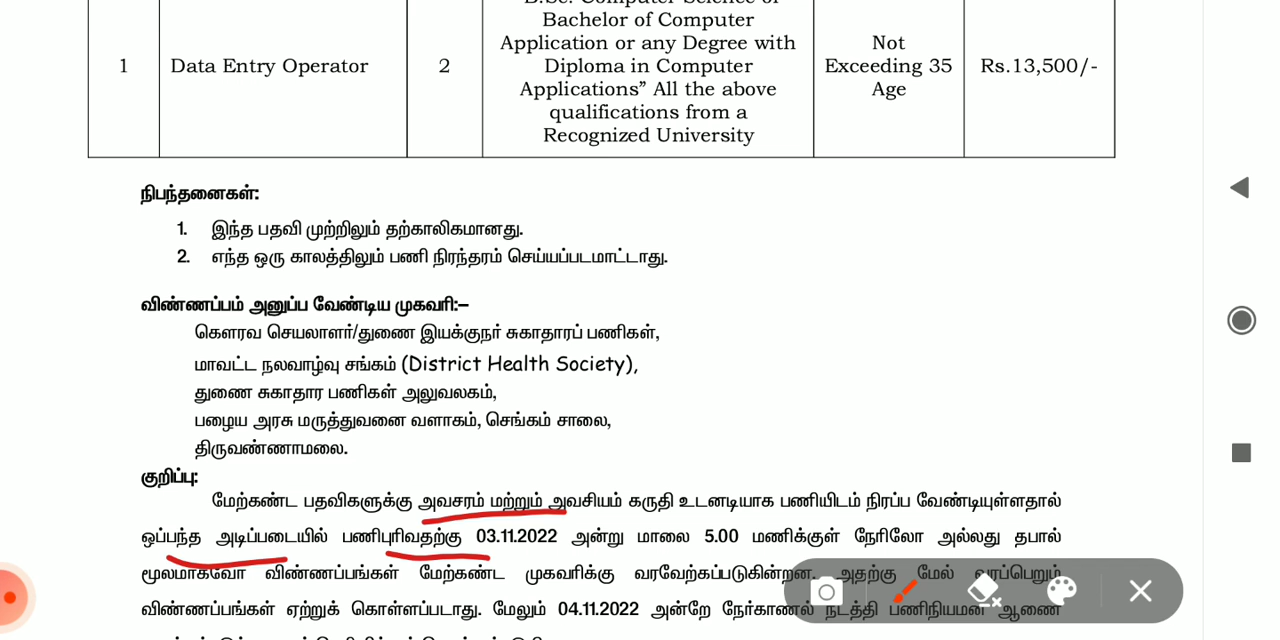 B.Sc. Computer Science or
Bachelor of Computer
Application or any Degree with
Diploma in Computer
Applications” All the above
qualifications from a
Recognized University
1
Data Entry Operator
2
Not
Exceeding 35
Age
Rs.13,500/-
நிபந்தனைகள்:
1. இந்த பதவி முற்றிலும் தற்காலிகமானது.
2. எந்த ஒரு காலத்திலும் பணி நிரந்தரம் செய்யப்படமாட்டாது.
விண்ணப்பம் அனுப்ப வேண்டிய முகவரி:–
கௌரவ செயலாளர்/துணை இயக்குநர் சுகாதாரப் பணிகள்,
மாவட்ட நலவாழ்வு சங்கம் (District Health Society),
துணை சுகாதார பணிகள் அலுவலகம்,
பழைய அரசு மருத்துவனை வளாகம், செங்கம் சாலை,
திருவண்ணாமலை.
குறிப்பு:
மேற்கண்ட பதவிகளுக்கு அவசரம் மற்றும் அவசியம் கருதி உடனடியாக பணியிடம் நிரப்ப வேண்டியுள்ளதால்
ஒப்பந்த அடிப்படையில் பணிபுரிவதற்கு 03.11.2022 அன்று மாலை 5.00 மணிக்குள் நேரிலோ அல்லது தபால்
மூலமாகவோ விண்ணப்பங்கள் மேற்கண்ட முகவரிக்கு வரவேற்கப்படுகின்றன. அதற்கு மேல் வரப்பெறும்
விண்ணப்பங்கள் ஏற்றுக் கொள்ளப்படாது. மேலும் 04.11.2022 அன்றே நேர்காணல் நடத்தி பணிநியமன ஆணை